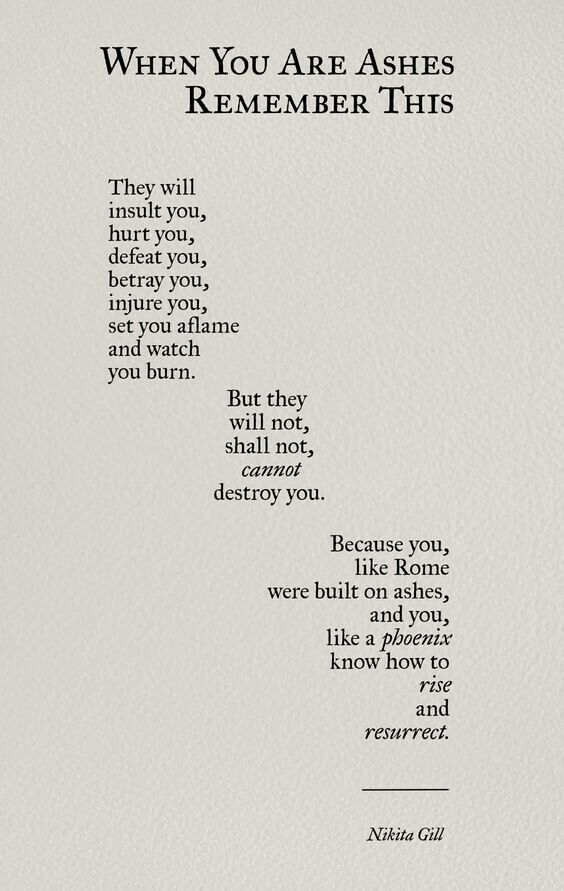 When You Are Ashes
Remember This
They will
insult you,
hurt you,
defeat you,
betray you,
injure you,
set you aflame
and watch
you burn.
But they
will not,
shall not,
cannot
destroy you.
Because you,
like Rome
were built on ashes,
and you,
like a phoenix
know how to
rise
and
resurrect.
Nikita Gill